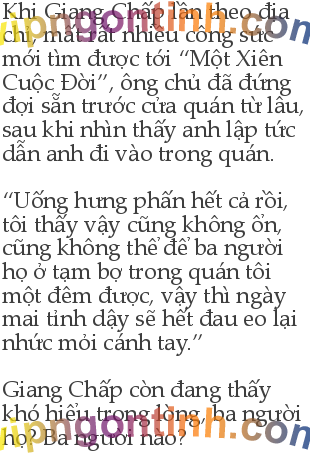 Khi Giang Chấp lần theo địa
chỉ, mất rất nhiều công sức
mới tìm được tới “Một Xiên
Cuộc Đời”, ông chủ đã đứng
đợi sẵn trước cửa quán từ lâu,
sau khi nhìn thấy anh lập tức
dẫn anh đi vào trong quán.
“Uống hưng phấn hết cả rồi,
tôi thấy vậy cũng không ổn,
cũng không thể để ba người
họ ở tạm bợ trong quán tôi
một đêm được, vậy thì ngày
mai tỉnh dậy sẽ hết đau eo lại
nhức mỏi cánh tay.”
Giang Chấp còn đang thấy
khó hiểu trong lòng, ba người
họ? Ba người nào?
vipngontinh.com
vipngontinh.com